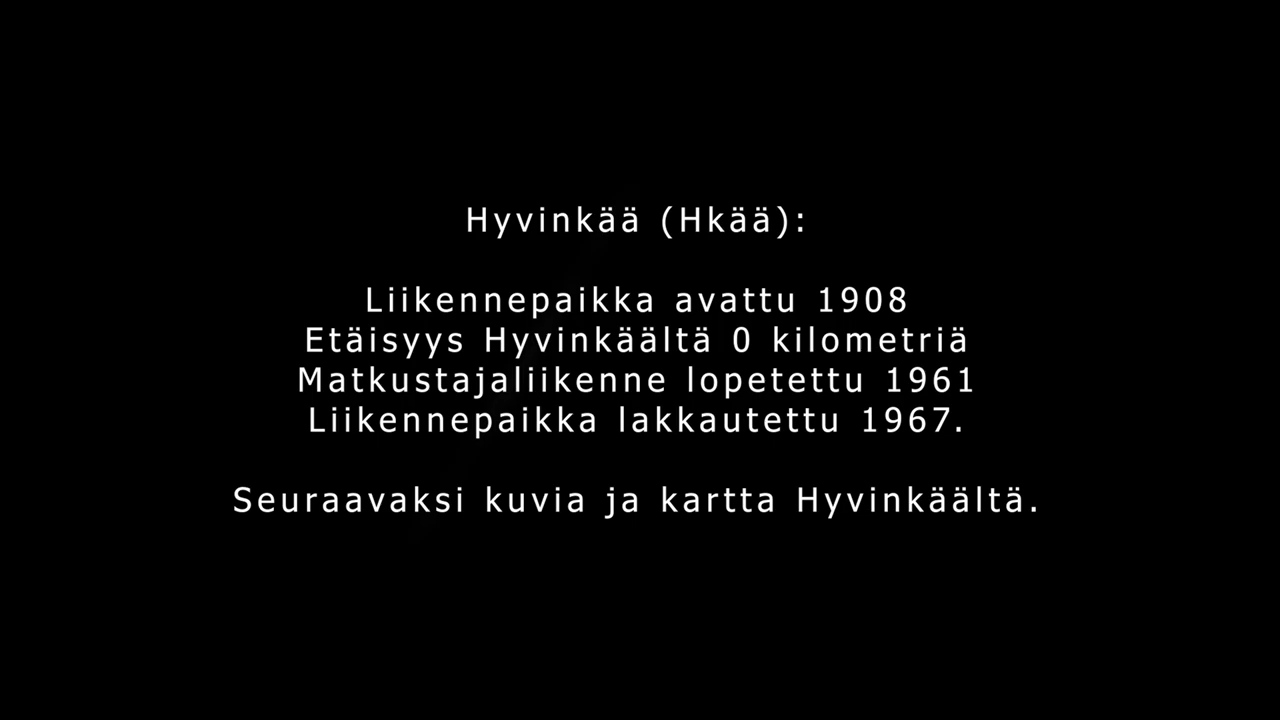 Hyvinkää (Hkää):
Liikennepaikka avattu 1908
Etäisyys Hyvinkäältä 0 kilometriä
Matkustajaliikenne lopetettu 1961
Liikennepaikka lakkautettu 1967.
Seuraavaksi kuvia ja kartta Hyvinkäältä.